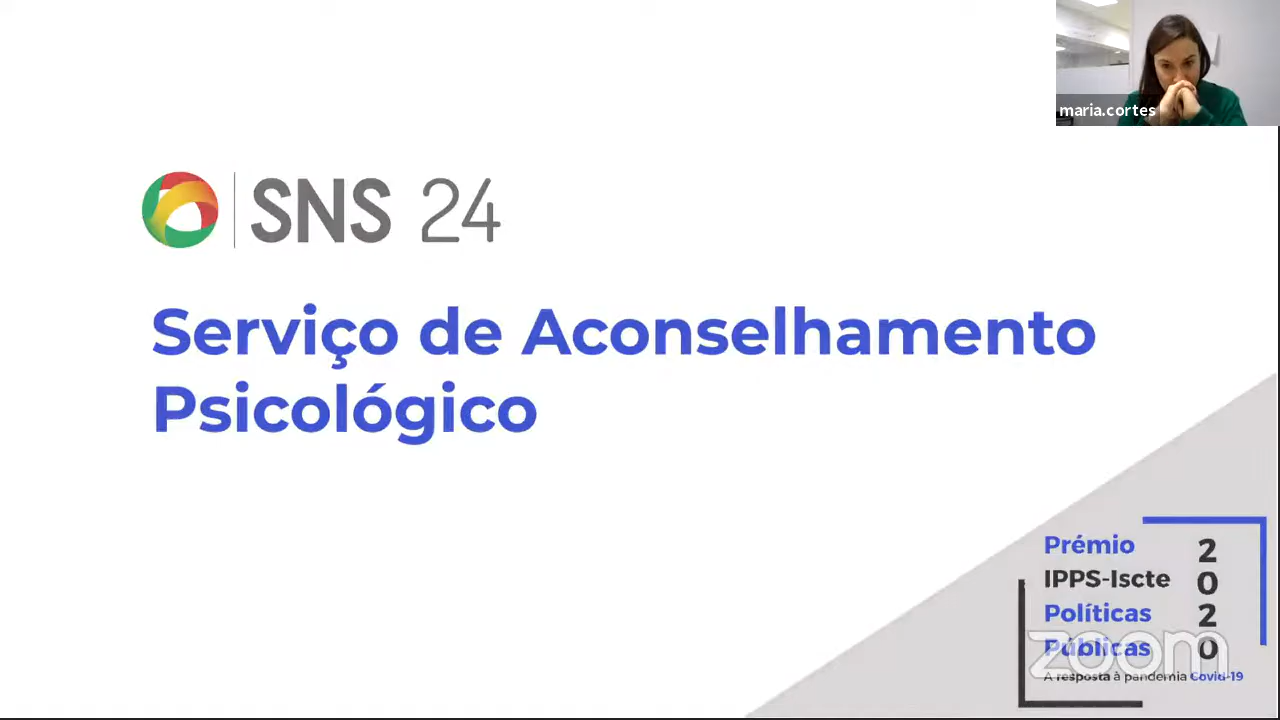 maria.cortes
SNS 24
Serviço de Aconselhamento
Psicológico
Prémio
IPPS-Iscte
Políticas
Públicas
2
0
2
0
zoom
A resposta à pandemia Covid-19